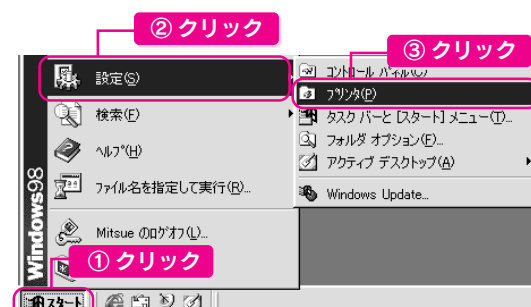 ② クリック
③ クリック
設定(S)
検索(F)
ヘルプ(H)
ファイル名を指定して実行(R)...
Mitsue のログオフ(L)...
コントロール パネル(C)
プリンタ(P)
タスク バーと [スタート] メニュー(T)...
フォルダ オプション(F)...
アクティブ デスクトップ(A)
Windows Update...
Windows98
① クリック
スタート